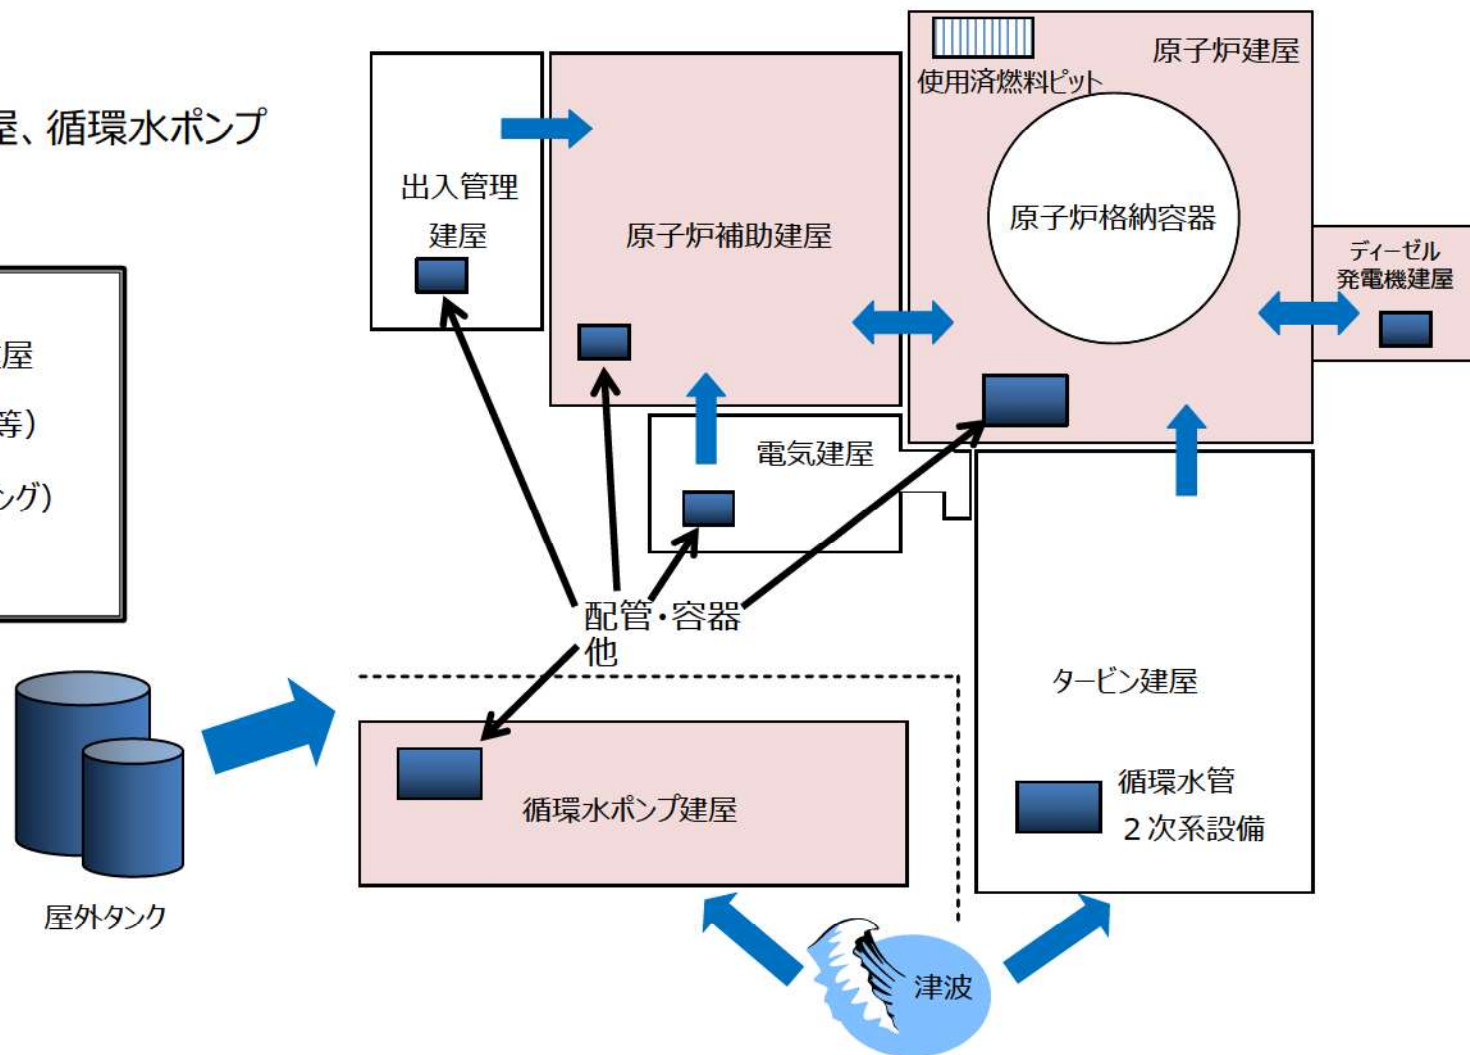 屋、循環水ポンプ
屋
等）
ング）
屋外タンク
出入管理
建屋
原子炉補助建屋
使用済燃料ピット
原子炉建屋
原子炉格納容器
ディーゼル
発電機建屋
電気建屋
配管・容器
他
循環水ポンプ建屋
タービン建屋
循環水管
２次系設備
津波